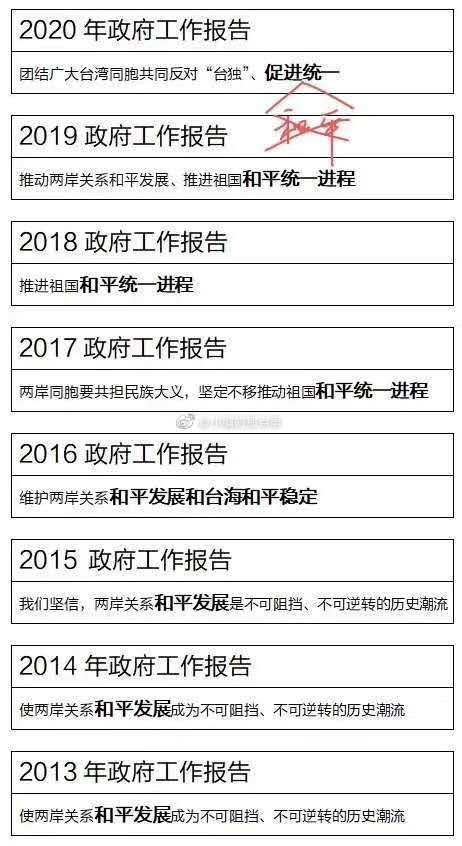 2020 年政府工作报告
团结广大台湾同胞共同反对“台独”、促进统一
和平
2019 政府工作报告
推动两岸关系和平发展、推进祖国和平统一进程
2018 政府工作报告
推进祖国和平统一进程
2017 政府工作报告
两岸同胞要共担民族大义，坚定不移推动祖国和平统一进程
2016 政府工作报告
维护两岸关系和平发展和台海和平稳定
2015 政府工作报告
我们坚信，两岸关系和平发展是不可阻挡、不可逆转的历史潮流
2014 年政府工作报告
使两岸关系和平发展成为不可阻挡、不可逆转的历史潮流
2013 年政府工作报告
使两岸关系和平发展成为不可阻挡、不可逆转的历史潮流